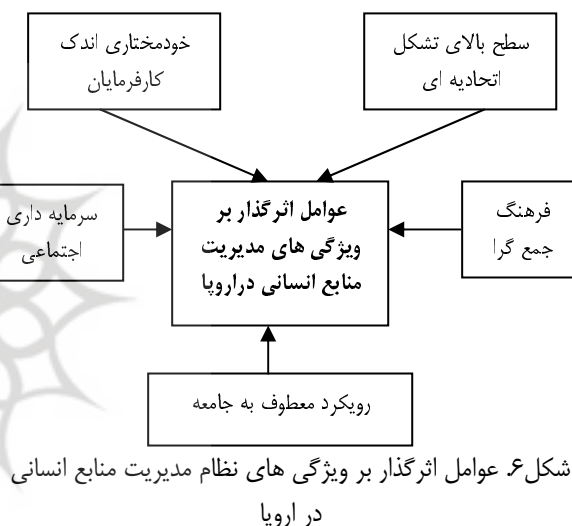 سطح بالای تشکل
اتحادیه ای
خودمختاری اندک
کارفرمایان
فرهنگ
جمع گرا
عوامل اثرگذار بر
ویژگی های مدیریت
منابع انسانی دراروپا
سرمایه داری
اجتماعی
رویکرد معطوف به جامعه
شکل۶. عوامل اثرگذار بر ویژگی های نظام مدیریت منابع انسانی
در اروپا